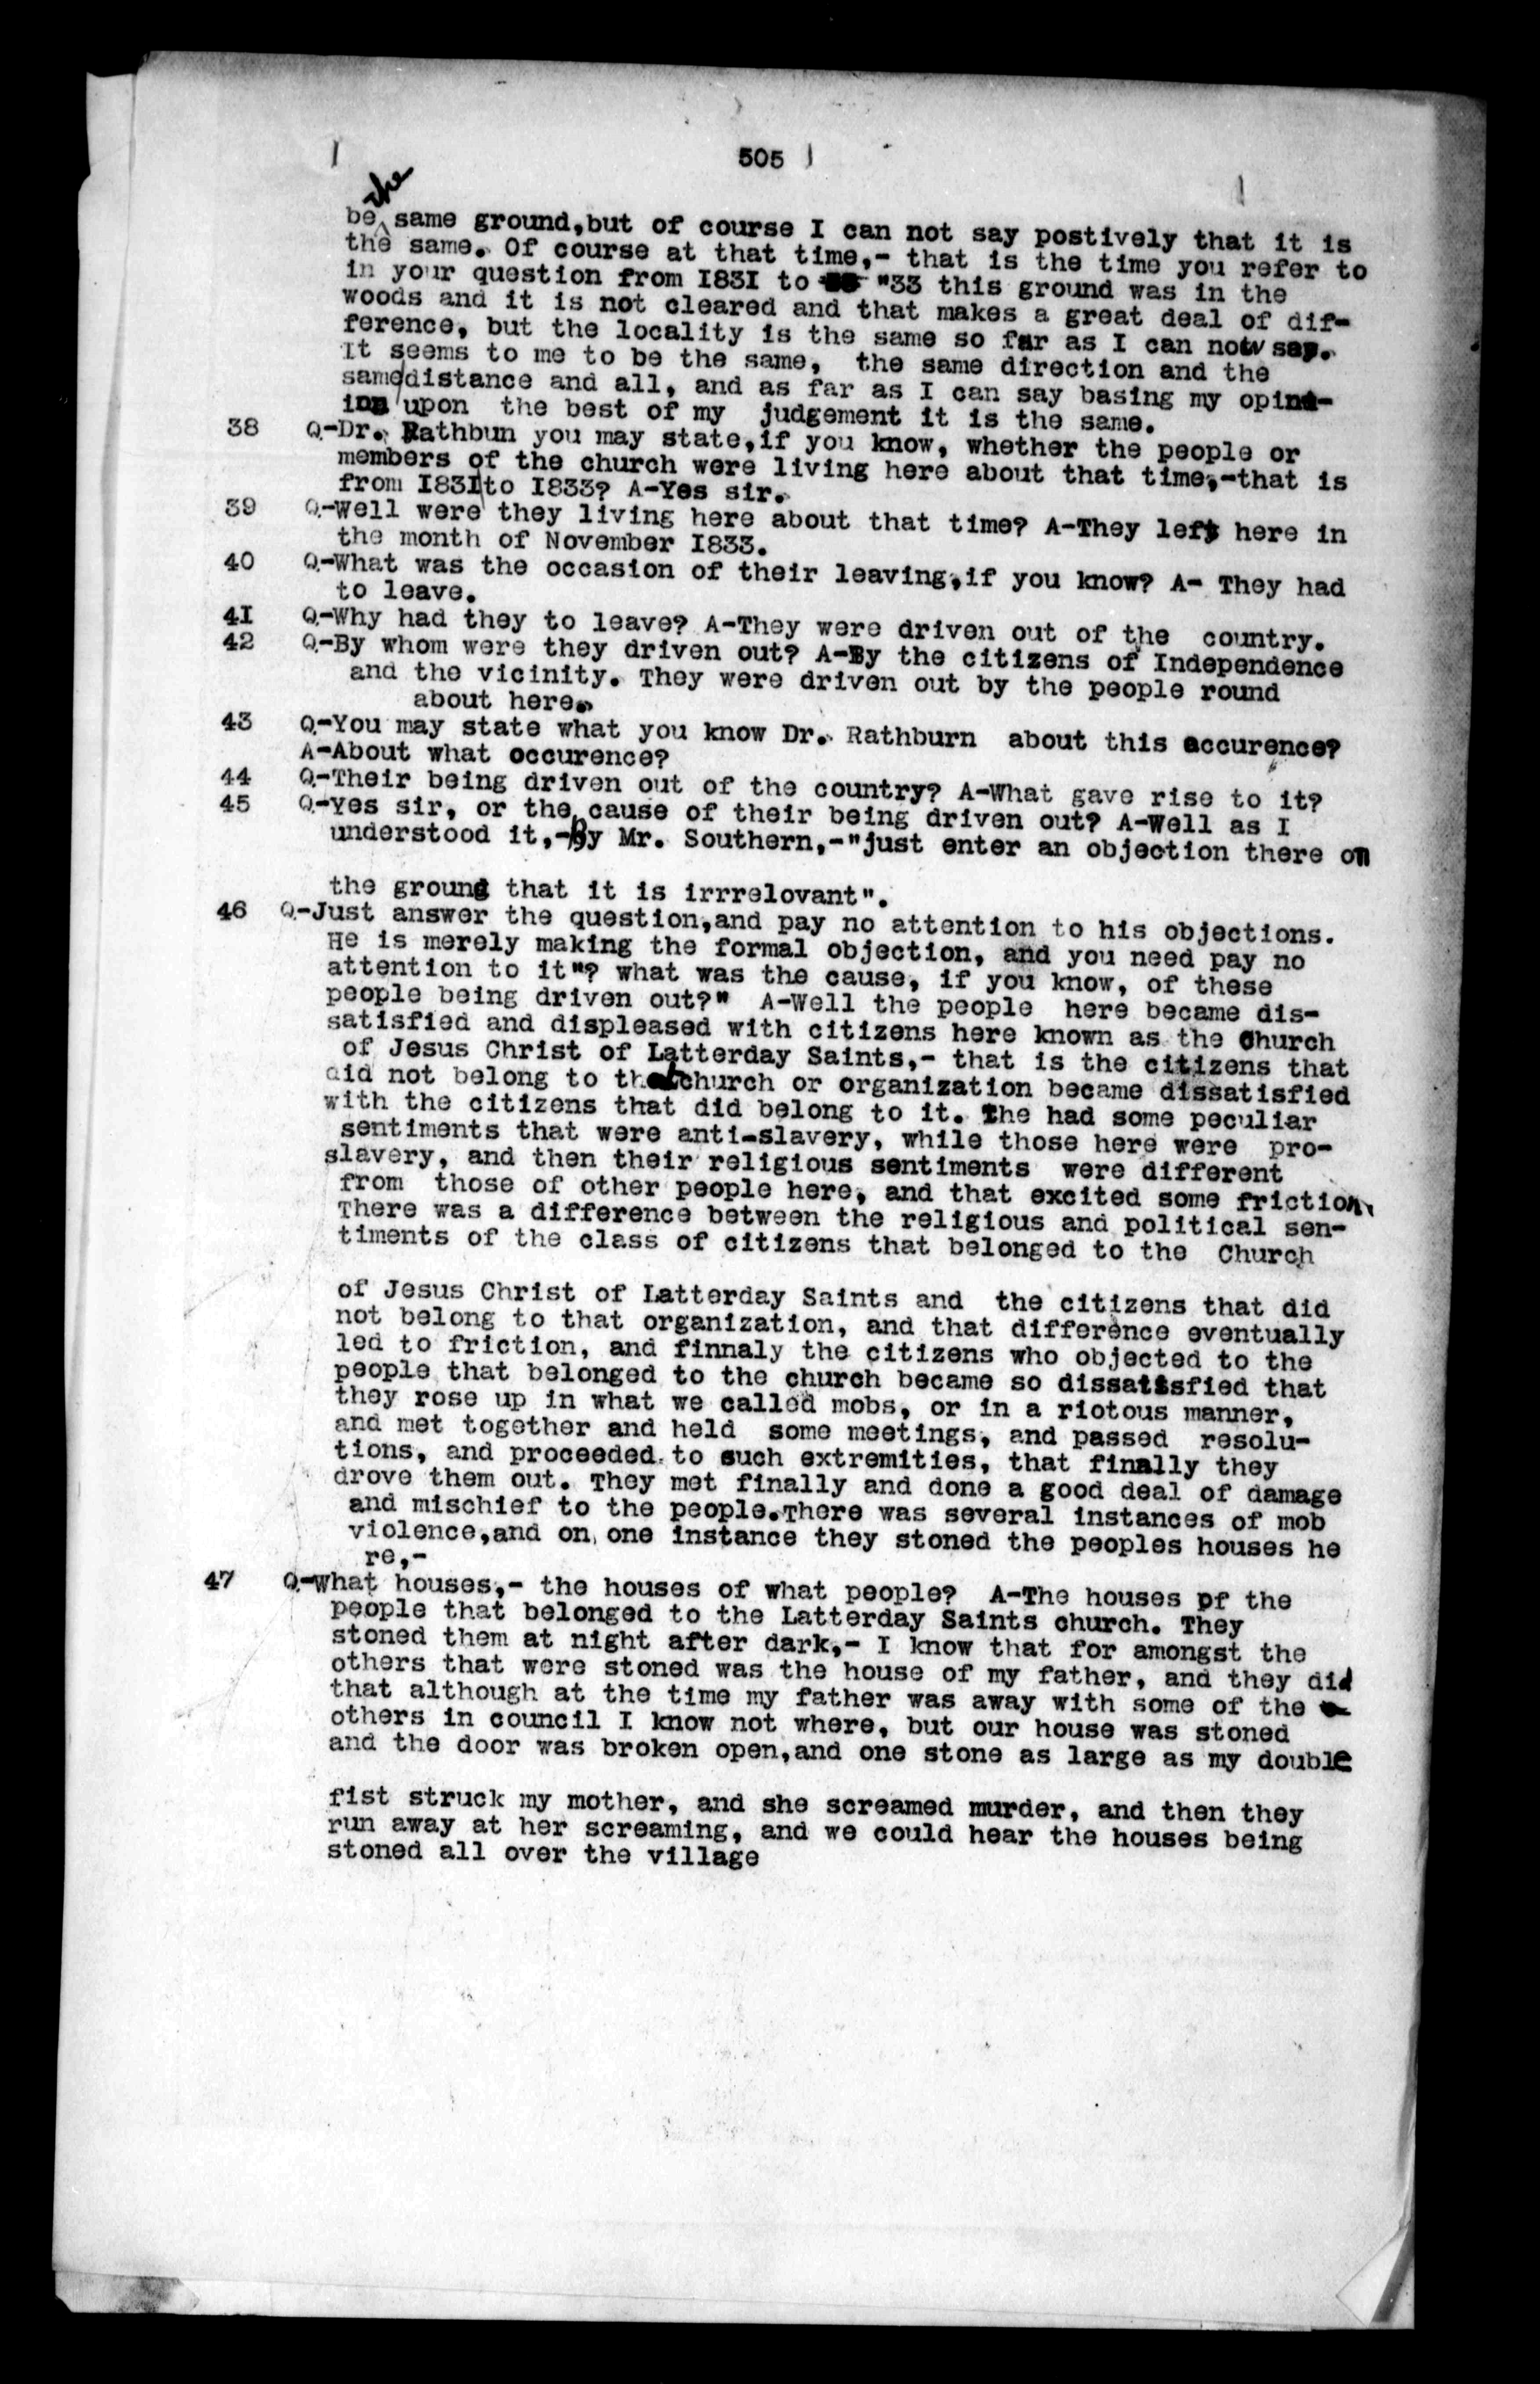 505
the
be same ground,but of course I can not say postively that it is
the same. Of course at that time,- that is the time you refer to
in your question from I83I to "33 this ground was in the
woods and it is not cleared and that makes a great deal of dif-
ference, but the locality is the same so far as I can now say.
It seems to me to be the same, the same direction and the
same distance and all, and as far as I can say basing my opin-
ion upon the best of my judgement it is the same.
38 Q-Dr. Rathbun you may state,if you know, whether the people or
members of the church were living here about that time,-that is
from I83I to I833? A-Yes sir.
39 Q-Well were they living here about that time? A-They left here in
the month of November I833.
40 Q-What was the occasion of their leaving,if you know? A- They had
to leave.
4I Q-Why had they to leave? A-They were driven out of the country.
42 Q-By whom were they driven out? A-By the citizens of Independence
and the vicinity. They were driven out by the people round
about here.
43 Q-You may state what you know Dr. Rathburn about this occurence?
A-About what occurence?
44 Q-Their being driven out of the country? A-What gave rise to it?
45 Q-Yes sir, or the cause of their being driven out? A-Well as I
understood it,-By Mr. Southern,-"just enter an objection there on
the ground that it is irrrelovant".
46 Q-Just answer the question,and pay no attention to his objections.
He is merely making the formal objection, and you need pay no
attention to it"? what was the cause, if you know, of these
people being driven out?" A-Well the people here became dis-
satisfied and displeased with citizens here known as the Church
of Jesus Christ of Latterday Saints,- that is the citizens that
did not belong to that church or organization became dissatisfied
with the citizens that did belong to it. The had some peculiar
sentiments that were anti-slavery, while those here were pro-
slavery, and then their religious sentiments were different
from those of other people here, and that excited some friction.
There was a difference between the religious and political sen-
timents of the class of citizens that belonged to the Church
of Jesus Christ of Latterday Saints and the citizens that did
not belong to that organization, and that difference eventually
led to friction, and finnaly the citizens who objected to the
people that belonged to the church became so dissatisfied that
they rose up in what we called mobs, or in a riotous manner,
and met together and held some meetings, and passed resolu-
tions, and proceeded to such extremities, that finally they
drove them out. They met finally and done a good deal of damage
and mischief to the people.There was several instances of mob
violence,and on one instance they stoned the peoples houses he
re,-
47 Q-What houses,- the houses of what people? A-The houses of the
people that belonged to the Latterday Saints church. They
stoned them at night after dark,- I know that for amongst the
others that were stoned was the house of my father, and they did
that although at the time my father was away with some of the
others in council I know not where, but our house was stoned
and the door was broken open,and one stone as large as my double
fist struck my mother, and she screamed murder, and then they
run away at her screaming, and we could hear the houses being
stoned all over the village